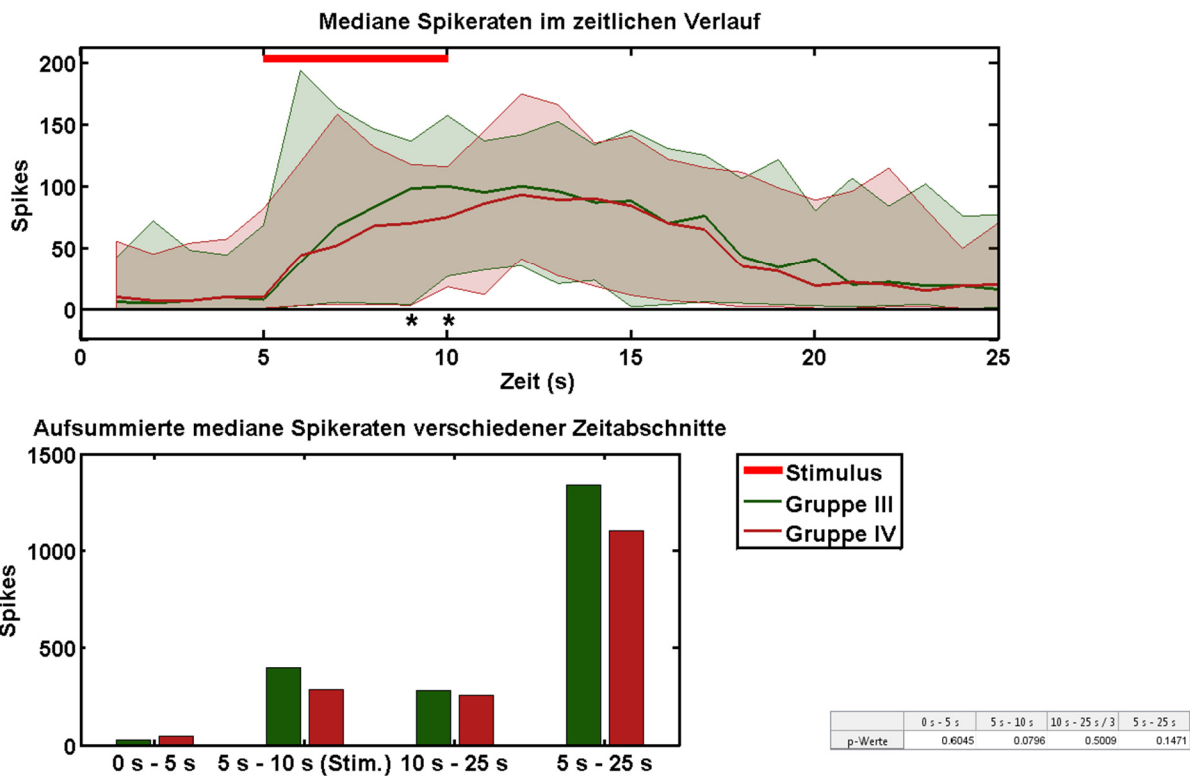 Mediane Spikeraten im zeitlichen Verlauf
200
150
100
50
0
Spikes
* *
0 5 10 15 20 25
Zeit (s)
Aufsummierte mediane Spikeraten verschiedener Zeitabschnitte
1500
1000
500
0
Spikes
0 s - 5 s 5 s - 10 s (Stim.) 10 s - 25 s 5 s - 25 s
Stimulus
Gruppe III
Gruppe IV
0 s - 5 s 5 s - 10 s 10 s - 25 s / 3 5 s - 25 s
p-Werte 0.6045 0.0796 0.5009 0.1471